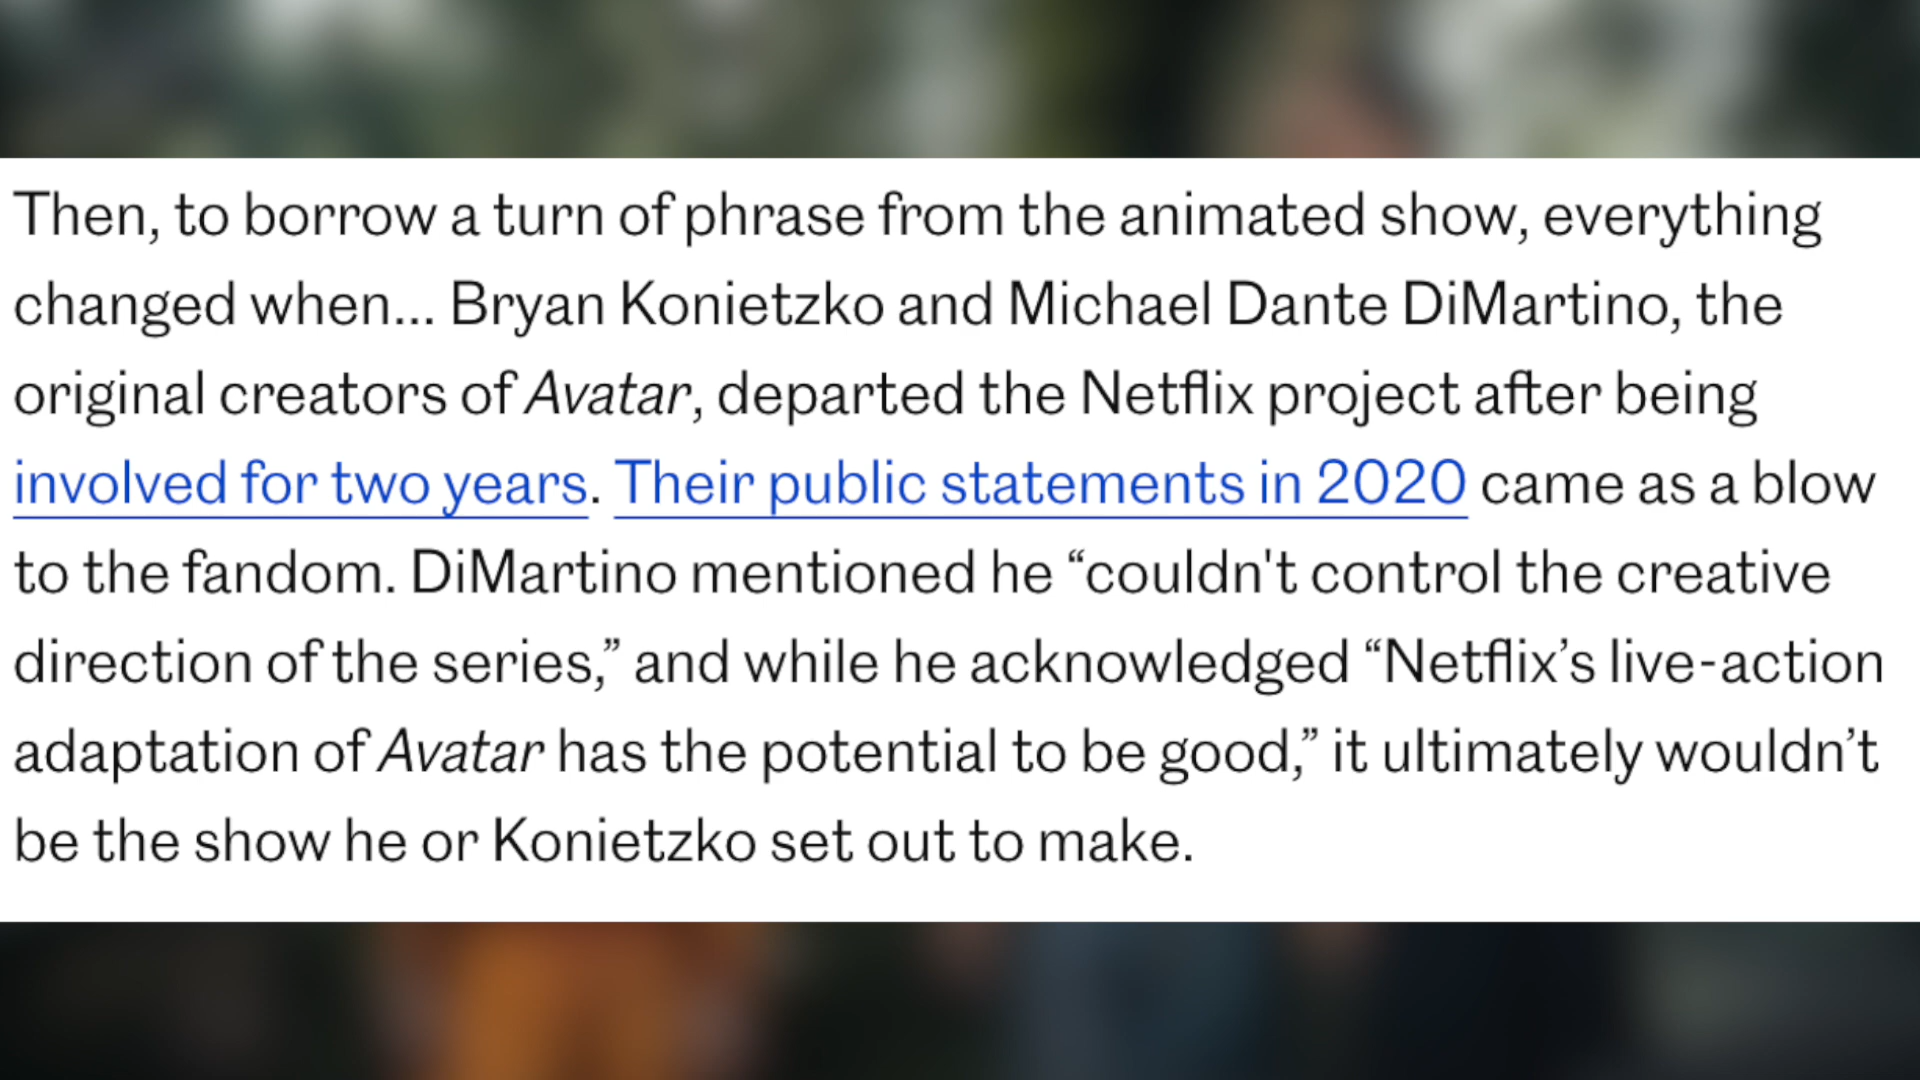 Then, to borrow a turn of phrase from the animated show, everything
changed when... Bryan Konietzko and Michael Dante DiMartino, the
original creators of Avatar, departed the Netflix project after being
involved for two years. Their public statements in 2020 came as a blow
to the fandom. DiMartino mentioned he “couldn't control the creative
direction of the series,” and while he acknowledged “Netflix’s live-action
adaptation of Avatar has the potential to be good,” it ultimately wouldn’t
be the show he or Konietzko set out to make.